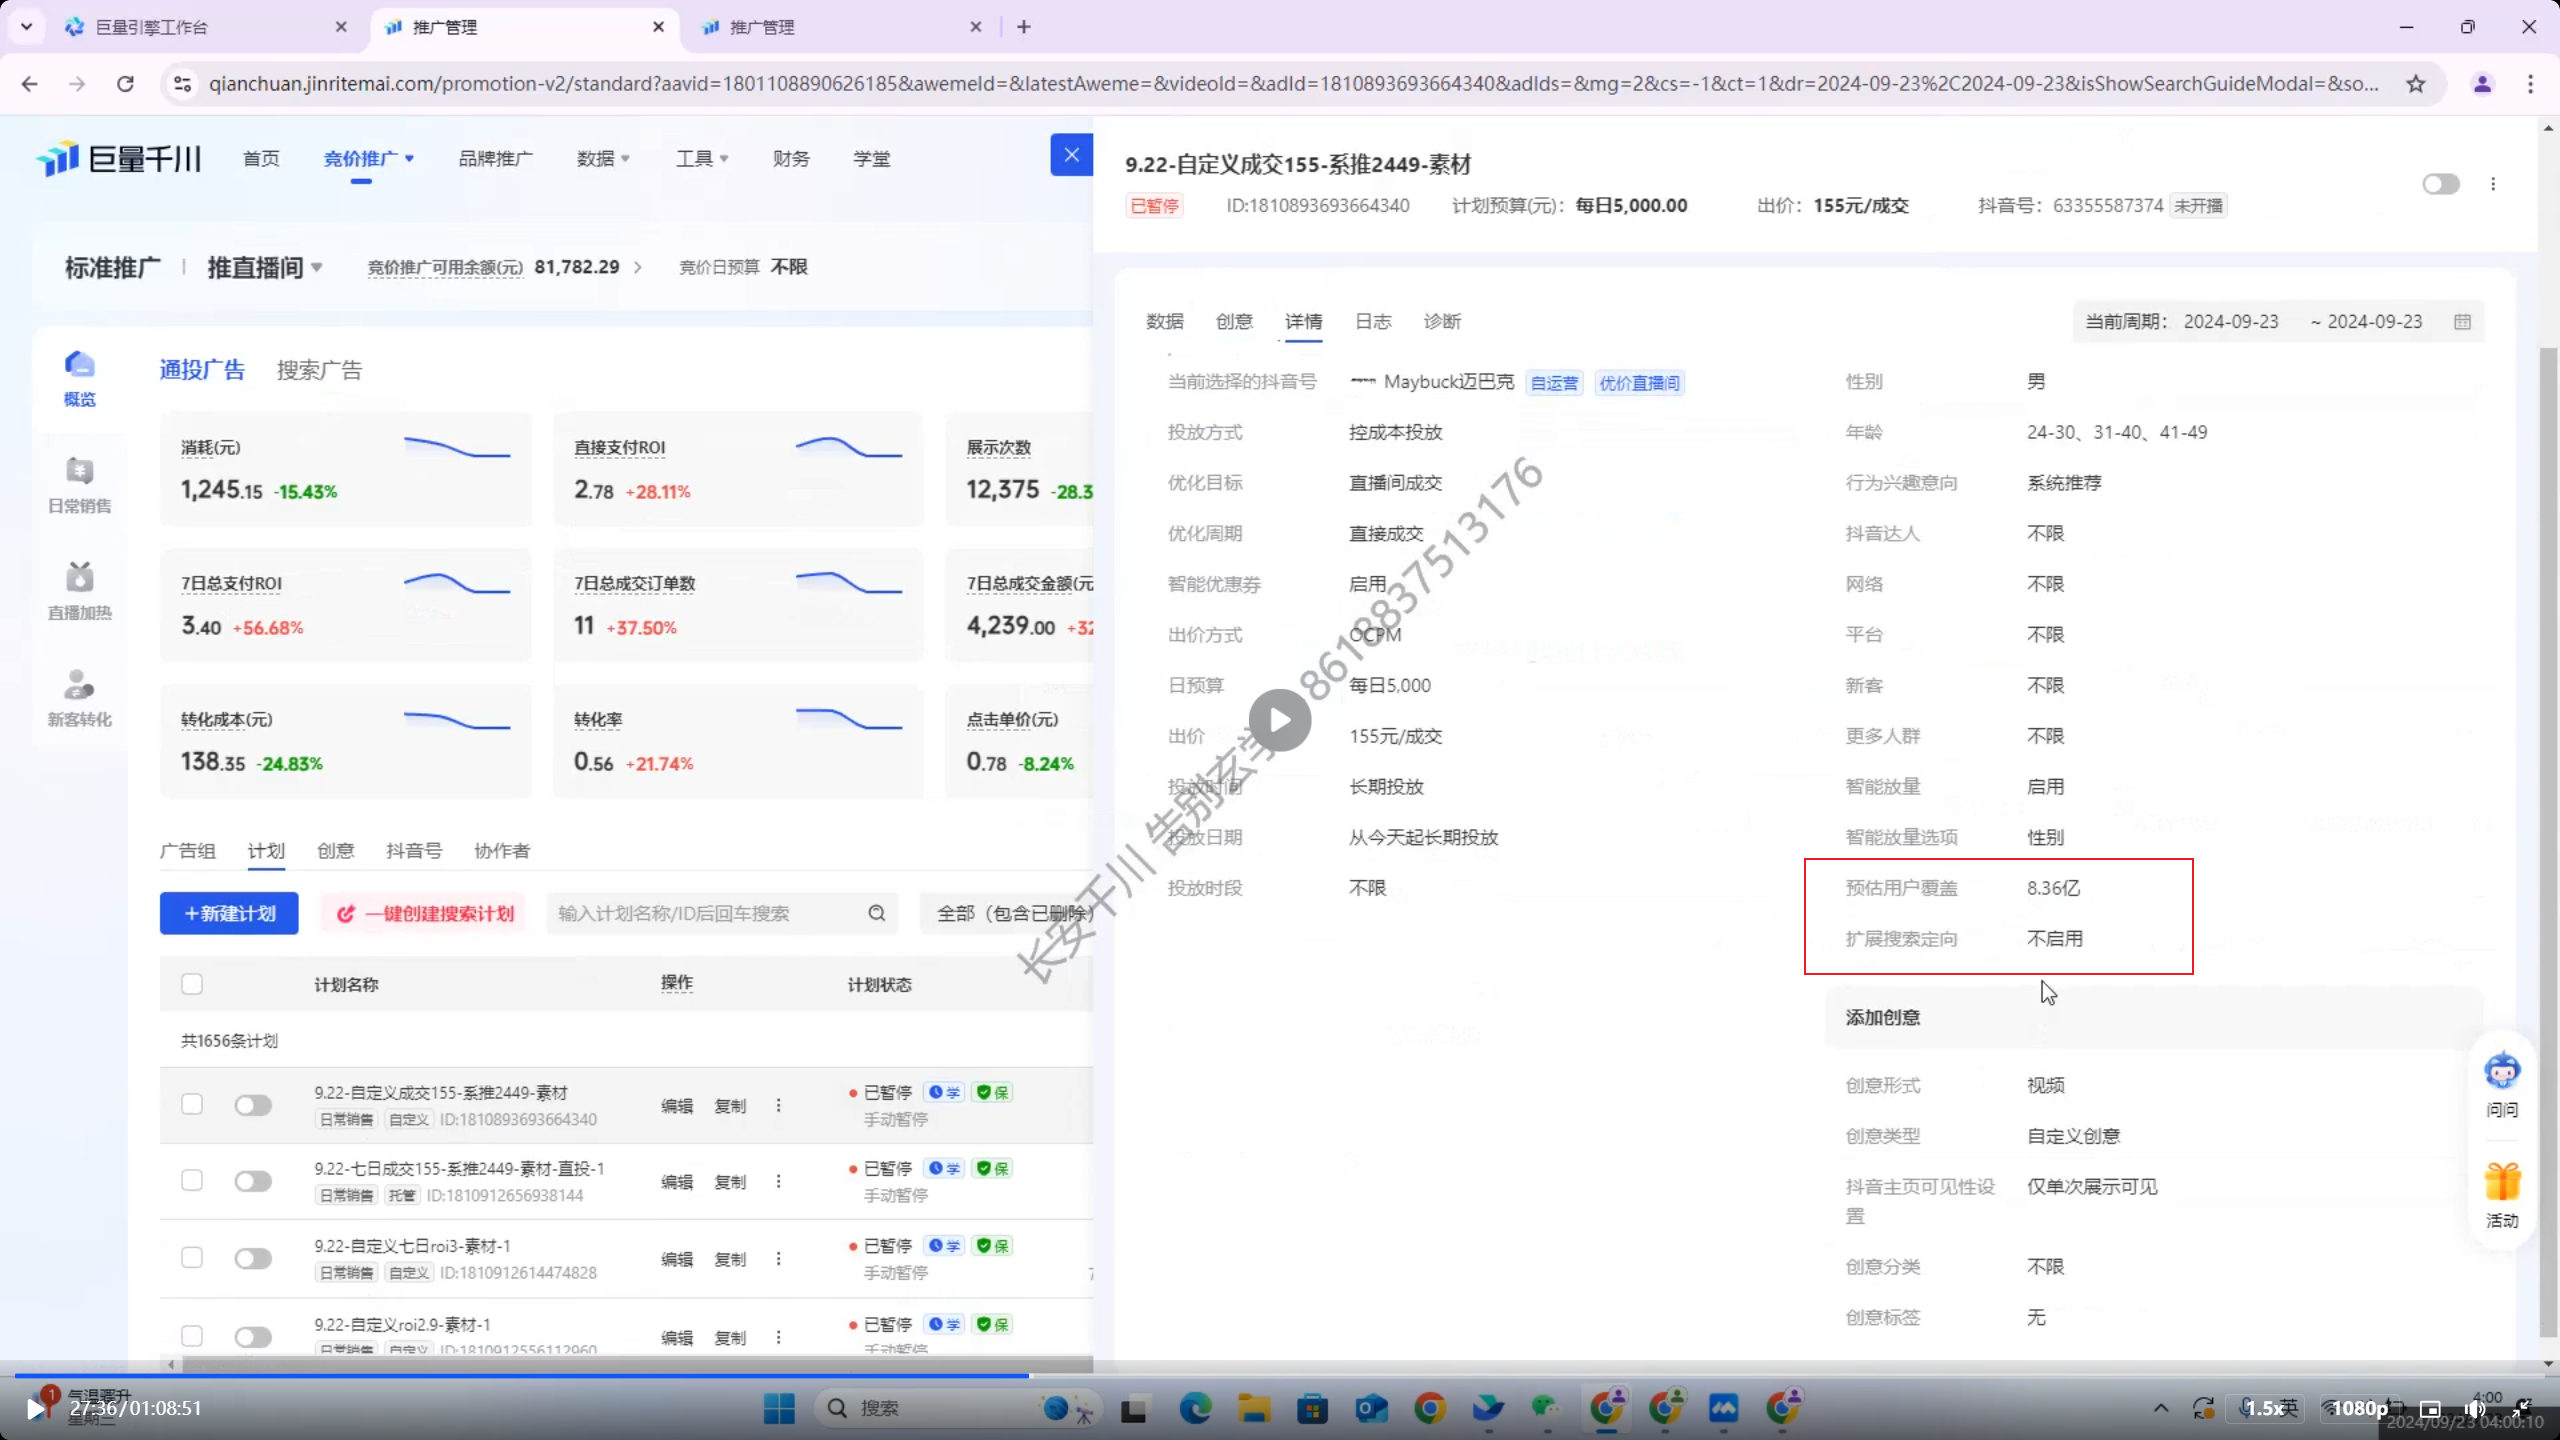 巨量引擎工作台
推广管理
推广管理
qianchuan.jinritemai.com/promotion-v2/standard?aavid=1801108890626185&awemeId=&latestAweme=&videoId=&adId=1810893693664340&adIds=&mg=2&cs=-1&ct=1&dr=2024-09-23%2C2024-09-23&isShowSearchGuideModal=&so...
巨量千川
首页
竞价推广
品牌推广
数据
工具
财务
学堂
标准推广
推直播间
竞价推广可用余额(元) 81,782.29
竞价日预算 不限
概览
日常销售
直播加热
新客转化
通投广告
搜索广告
消耗(元)
1,245.15 -15.43%
直接支付ROI
2.78 +28.11%
展示次数
12,375 -28.3
7日总支付ROI
3.40 +56.68%
7日总成交订单数
11 +37.50%
7日总成交金额(元
4,239.00 +32
转化成本(元)
138.35 -24.83%
转化率
0.56 +21.74%
点击单价(元)
0.78 -8.24%
广告组
计划
创意
抖音号
协作者
+新建计划
一键创建搜索计划
输入计划名称/ID后回车搜索
全部（包含已删除）
计划名称
操作
计划状态
共1656条计划
9.22-自定义成交155-系推2449-素材
日常销售 自定义 ID:1810893693664340
编辑 复制
已暂停 学 保
手动暂停
9.22-七日成交155-系推2449-素材-直投-1
日常销售 托管 ID:1810912656938144
编辑 复制
已暂停 学 保
手动暂停
9.22-自定义七日roi3-素材-1
日常销售 自定义 ID:1810912614474828
编辑 复制
已暂停 学 保
手动暂停
9.22-自定义roi2.9-素材-1
日常销售 自定义 ID:1810912556112960
编辑 复制
已暂停 学 保
手动暂停
9.22-自定义成交155-系推2449-素材
已暂停
ID:1810893693664340
计划预算(元)： 每日5,000.00
出价： 155元/成交
抖音号： 63355587374 未开播
数据
创意
详情
日志
诊断
当前周期： 2024-09-23 ~ 2024-09-23
当前选择的抖音号 Maybuck迈巴克 自运营 优价直播间
投放方式 控成本投放
优化目标 直播间成交
优化周期 直接成交
智能优惠券 启用
出价方式 OCPM
日预算 每日5,000
出价 155元/成交
投放时间 长期投放
投放日期 从今天起长期投放
投放时段 不限
性别 男
年龄 24-30、31-40、41-49
行为兴趣意向 系统推荐
抖音达人 不限
网络 不限
平台 不限
新客 不限
更多人群 不限
智能放量 启用
智能放量选项 性别
预估用户覆盖 8.36亿
扩展搜索定向 不启用
添加创意
创意形式 视频
创意类型 自定义创意
抖音主页可见性设置 仅单次展示可见
创意分类 不限
创意标签 无
问问
活动
长安千川 告别玄学 8618837513176
1
气温骤升
星期三
27:36/01:08:51
搜索
1.5x
英
1080p
4:00
2024/09/23 04:00:10